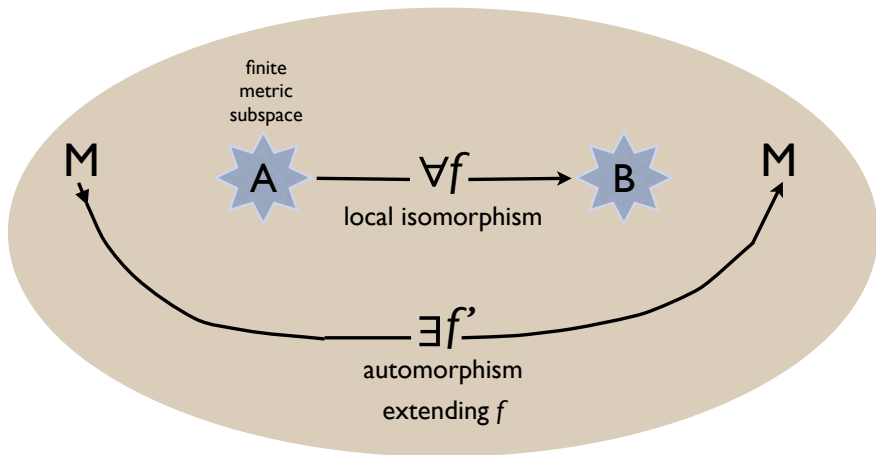 finite
metric
subspace
M A ∀f B M
local isomorphism
∃f’
automorphism
extending f